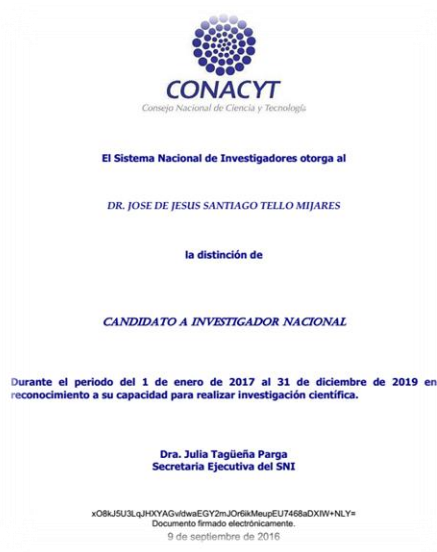 CONACYT
Consejo Nacional de Ciencia y Tecnología
El Sistema Nacional de Investigadores otorga al
DR. JOSE DE JESUS SANTIAGO TELLO MIJARES
la distinción de
CANDIDATO A INVESTIGADOR NACIONAL
Durante el periodo del 1 de enero de 2017 al 31 de diciembre de 2019 en
reconocimiento a su capacidad para realizar investigación científica.
Dra. Julia Tagüeña Parga
Secretaria Ejecutiva del SNI
xO8kJ5U3LqJHXYAGv/dwaEGY2mJOr6ikMeupEU7468aDXIW+NLY=
Documento firmado electrónicamente.
9 de septiembre de 2016